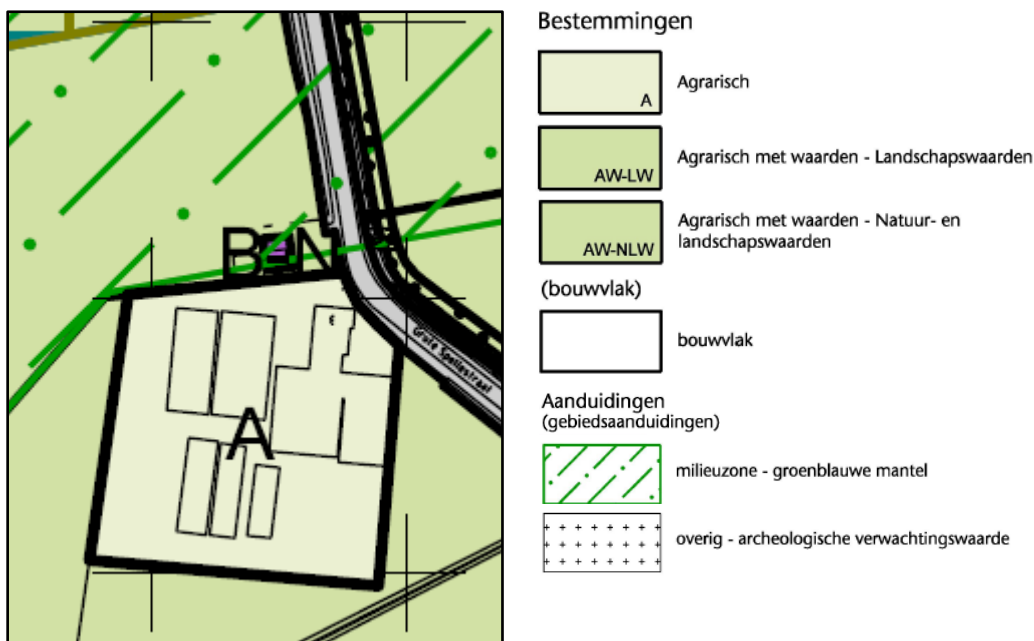 B N
A
Bestemmingen
A
Agrarisch
AW-LW
Agrarisch met waarden - Landschapswaarden
AW-NLW
Agrarisch met waarden - Natuur- en
landschapswaarden
(bouwvlak)
bouwvlak
Aanduidingen
(gebiedsaanduidingen)
milieuzone - groenblauwe mantel
overig - archeologische verwachtingswaarde